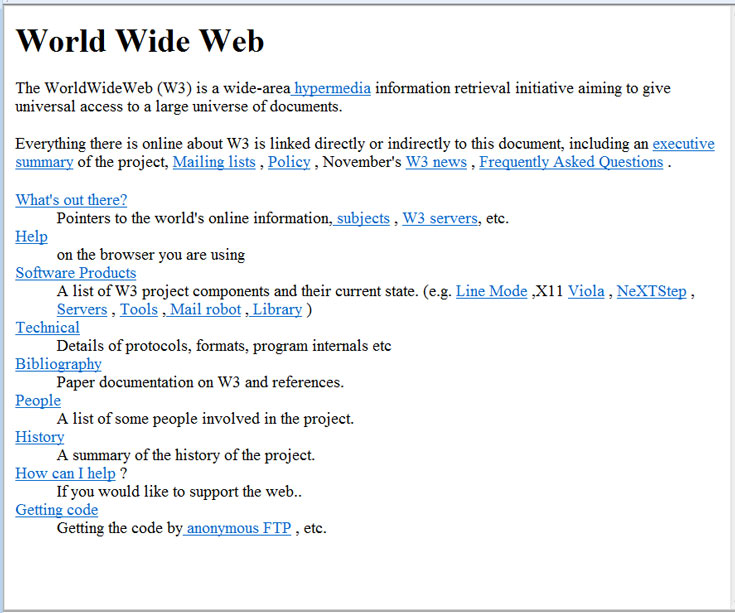 World Wide Web
The WorldWideWeb (W3) is a wide-area hypermedia information retrieval initiative aiming to give
universal access to a large universe of documents.
Everything there is online about W3 is linked directly or indirectly to this document, including an executive
summary of the project, Mailing lists , Policy , November's W3 news , Frequently Asked Questions .
What's out there?
Pointers to the world's online information, subjects , W3 servers, etc.
Help
on the browser you are using
Software Products
A list of W3 project components and their current state. (e.g. Line Mode ,X11 Viola , NeXTStep ,
Servers , Tools , Mail robot , Library )
Technical
Details of protocols, formats, program internals etc
Bibliography
Paper documentation on W3 and references.
People
A list of some people involved in the project.
History
A summary of the history of the project.
How can I help ?
If you would like to support the web..
Getting code
Getting the code by anonymous FTP , etc.